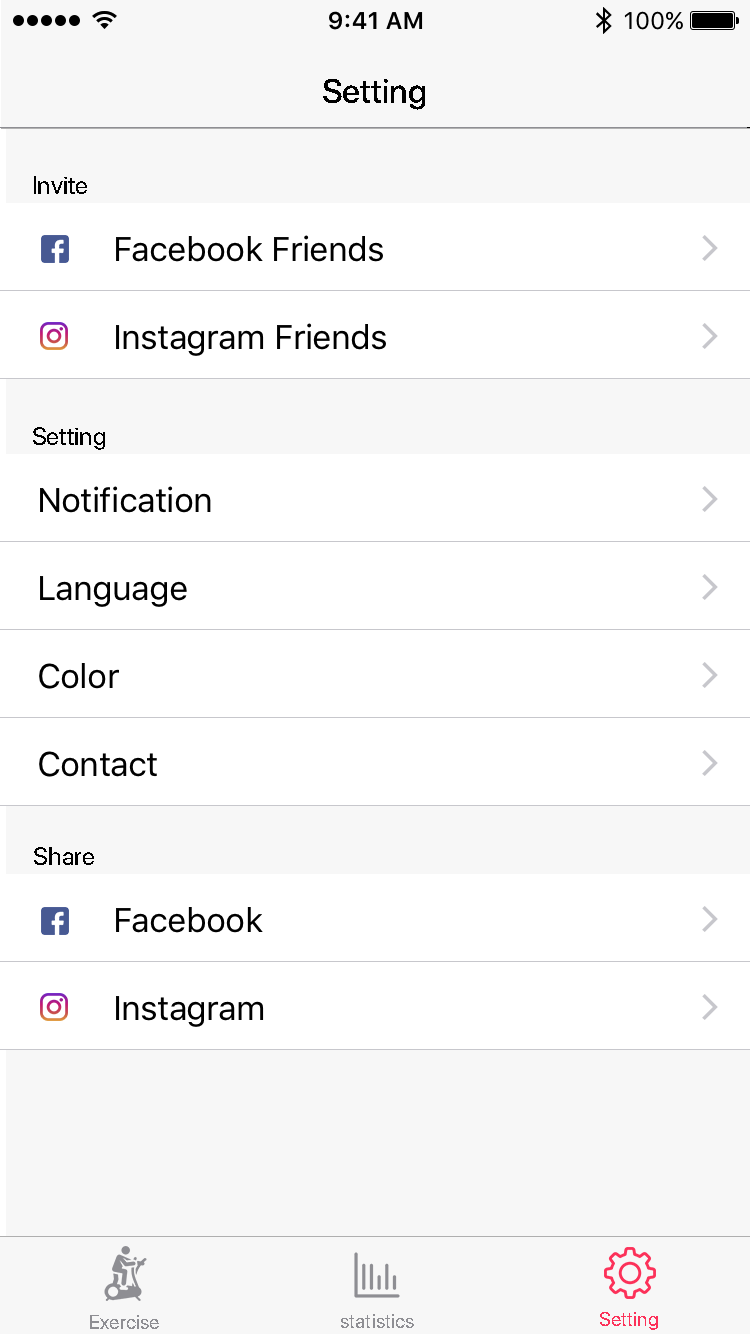 9:41 AM 100%
Setting
Invite
Facebook Friends
Instagram Friends
Setting
Notification
Language
Color
Contact
Share
Facebook
Instagram
Exercise statistics Setting